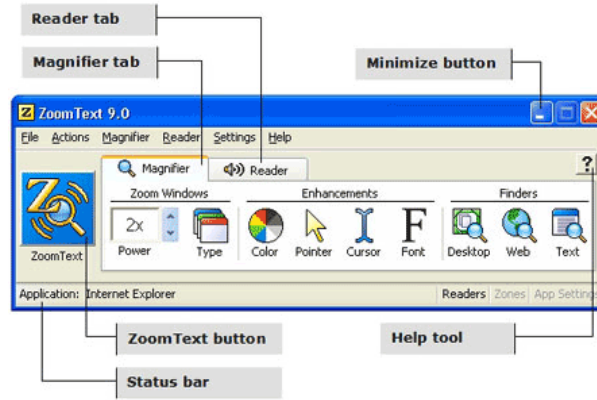 Reader tab
Magnifier tab
Minimize button
ZoomText 9.0
File Actions Magnifier Reader Settings Help
Magnifier Reader ?
Zoom Windows Enhancements Finders
2x
Power Type Color Pointer Cursor Font Desktop Web Text
ZoomText
Application: Internet Explorer Readers Zones App Setting
ZoomText button Help tool
Status bar